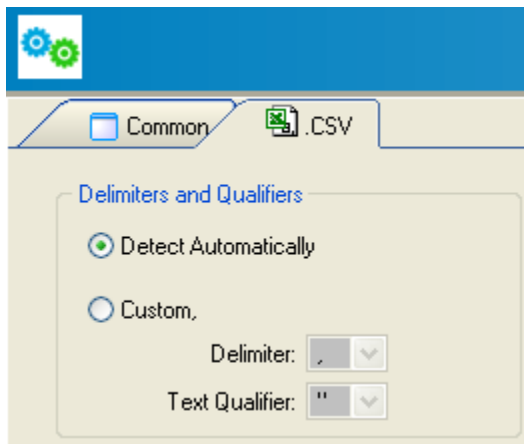 Common .CSV
Delimiters and Qualifiers
Detect Automatically
Custom,
Delimiter: ,
Text Qualifier: "